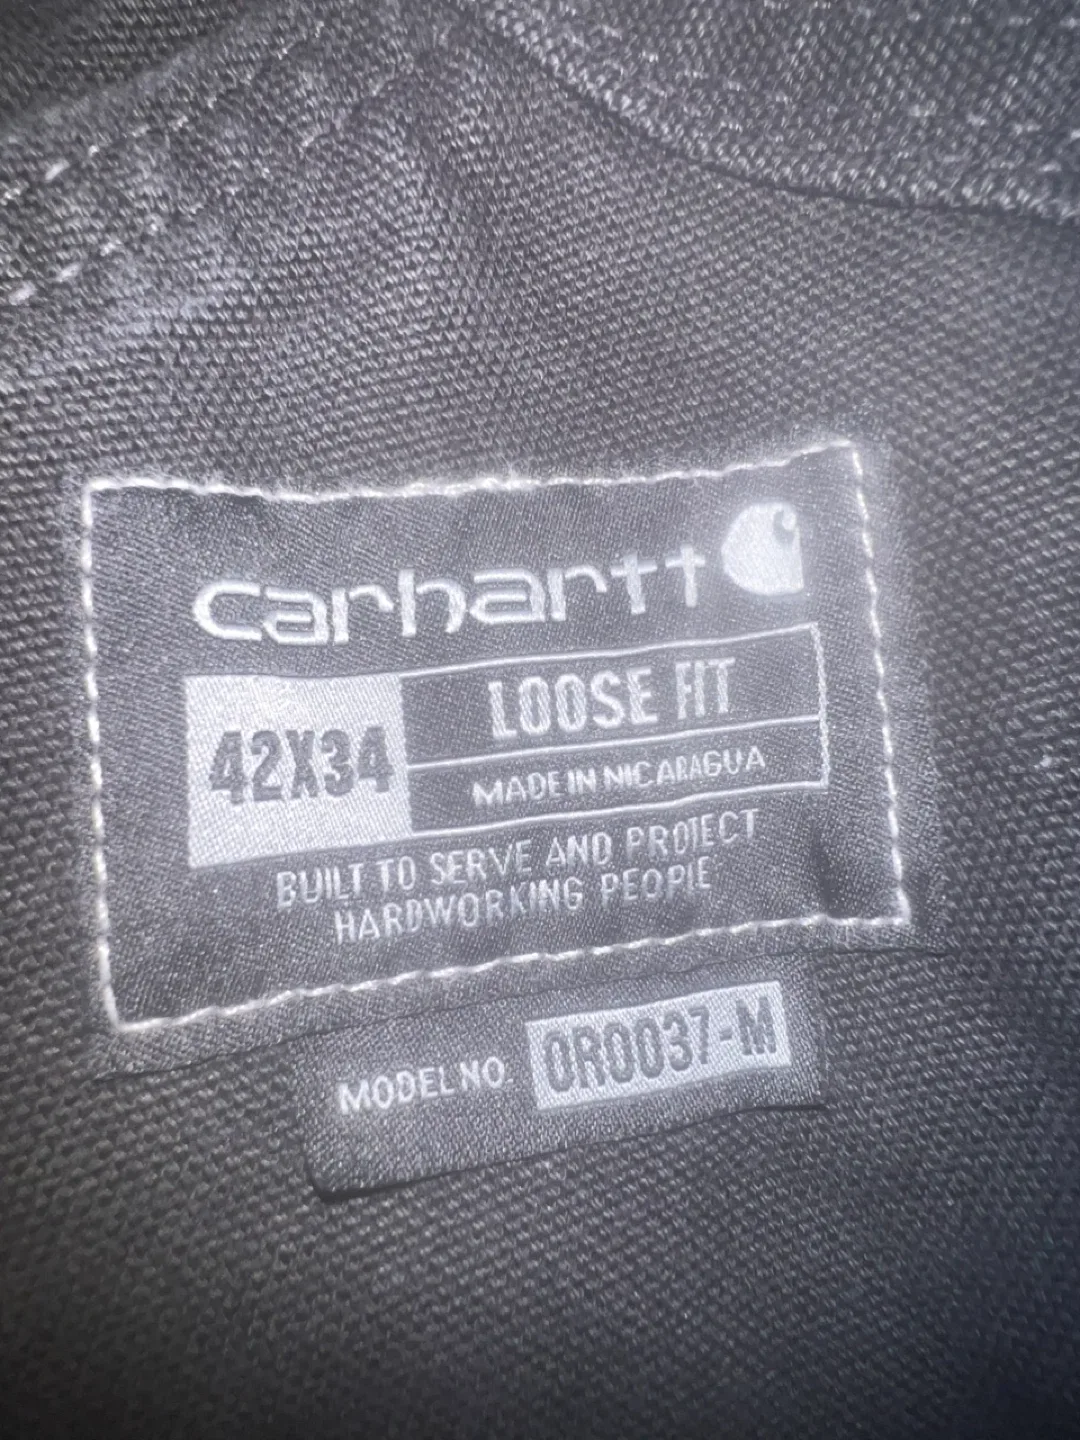 carhartt
42X34
LOOSE FIT
MADE IN NICARAGUA
BUILT TO SERVE AND PROTECT
HARDWORKING PEOPLE
MODEL NO. OR0037-M